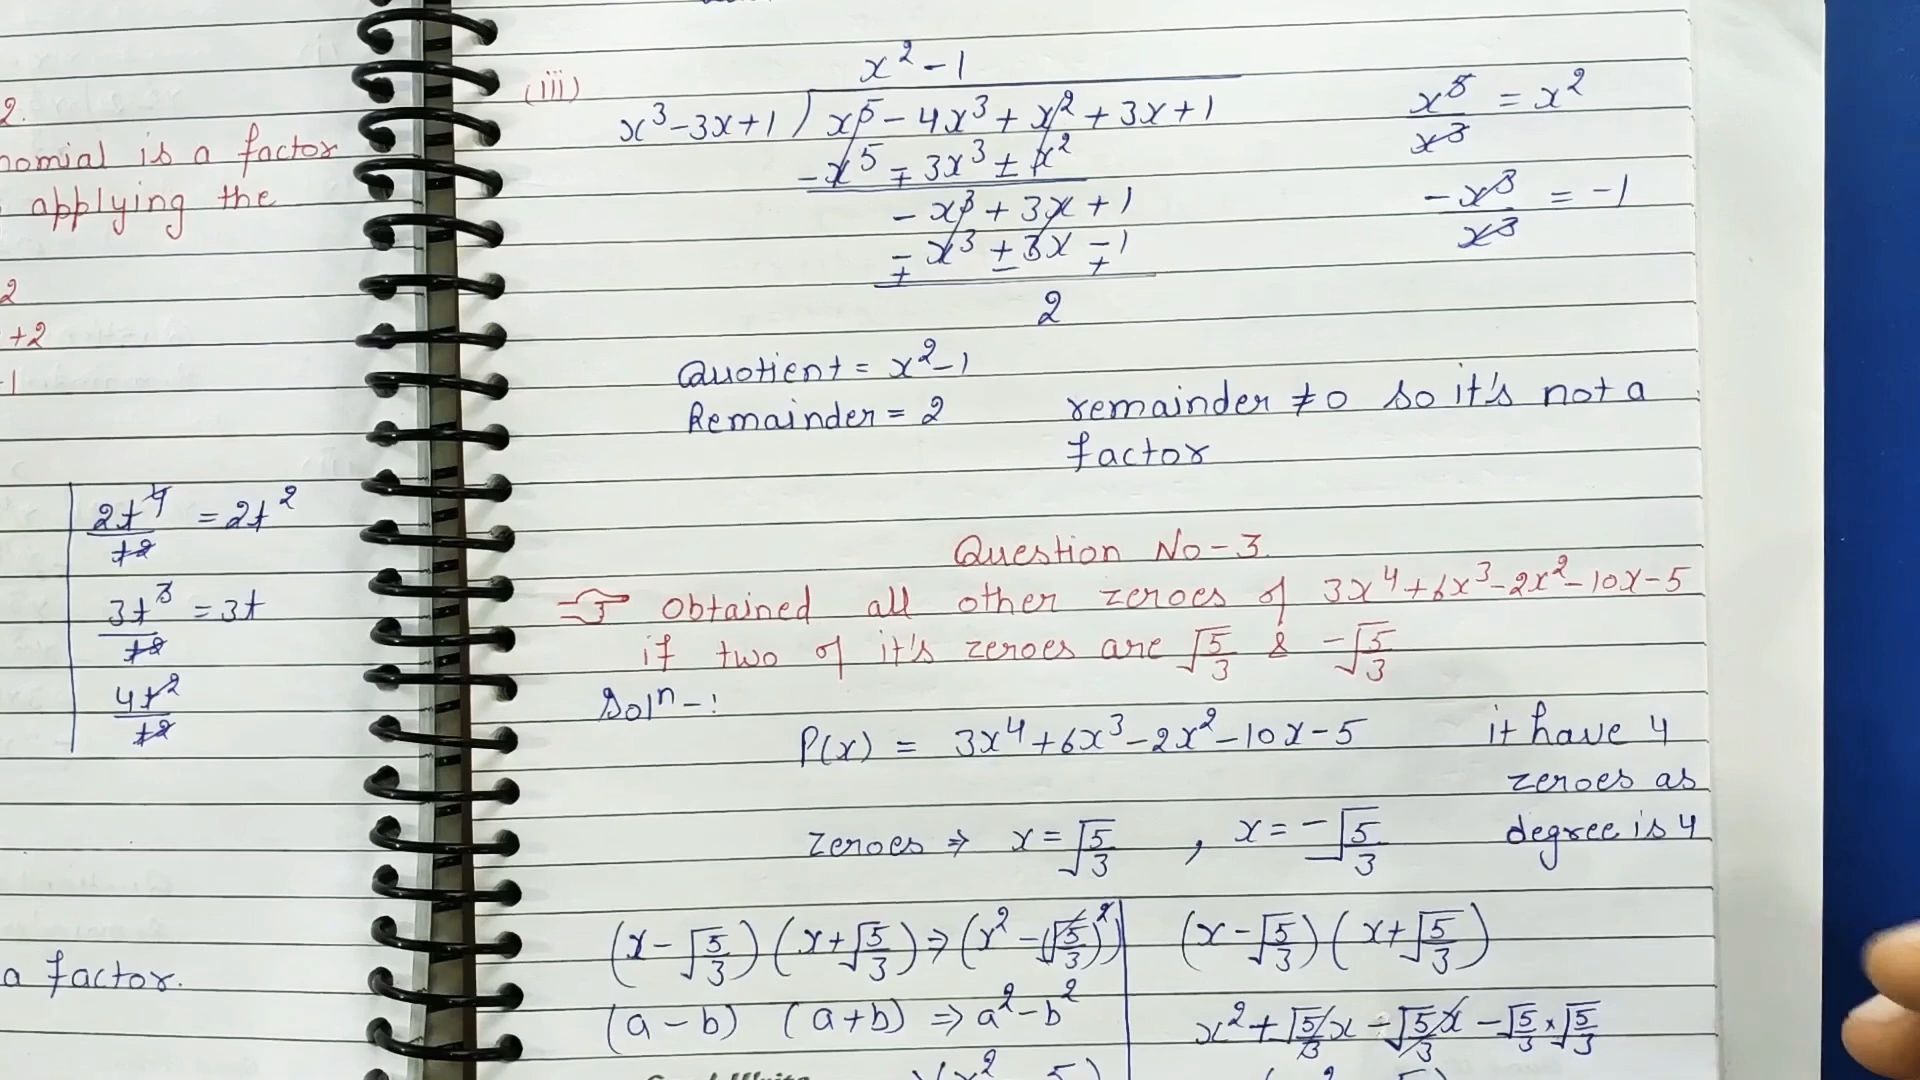 2.
nomial is a factor
applying the
2
+2
-1
2t⁴/t² = 2t²
3t³/t² = 3t
4t²/t²
a factor.
(iii)
x² - 1
x³ - 3x + 1 ) x⁵ - 4x³ + x² + 3x + 1
x⁵/x³ = x²
- x⁵ ∓ 3x³ ± x²
- x³ + 3x + 1
-x³/x³ = -1
- x³ + 3x - 1
+ - +
2
Quotient = x² - 1
Remainder = 2
remainder ≠ 0 so it's not a
factor
Question No - 3.
☞ Obtained all other zeroes of 3x⁴ + 6x³ - 2x² - 10x - 5
if two of it's zeroes are √5/3 & -√5/3
Solⁿ - :
P(x) = 3x⁴ + 6x³ - 2x² - 10x - 5
it have 4
zeroes as
degree is 4
zeroes ⇒ x = √5/3 , x = -√5/3
(x - √5/3) (x + √5/3) ⇒ (x² - (√5/3)²)
(x - √5/3) (x + √5/3)
(a - b) (a + b) ⇒ a² - b²
x² + √5/3 x - √5/3 x - √5/3 × √5/3